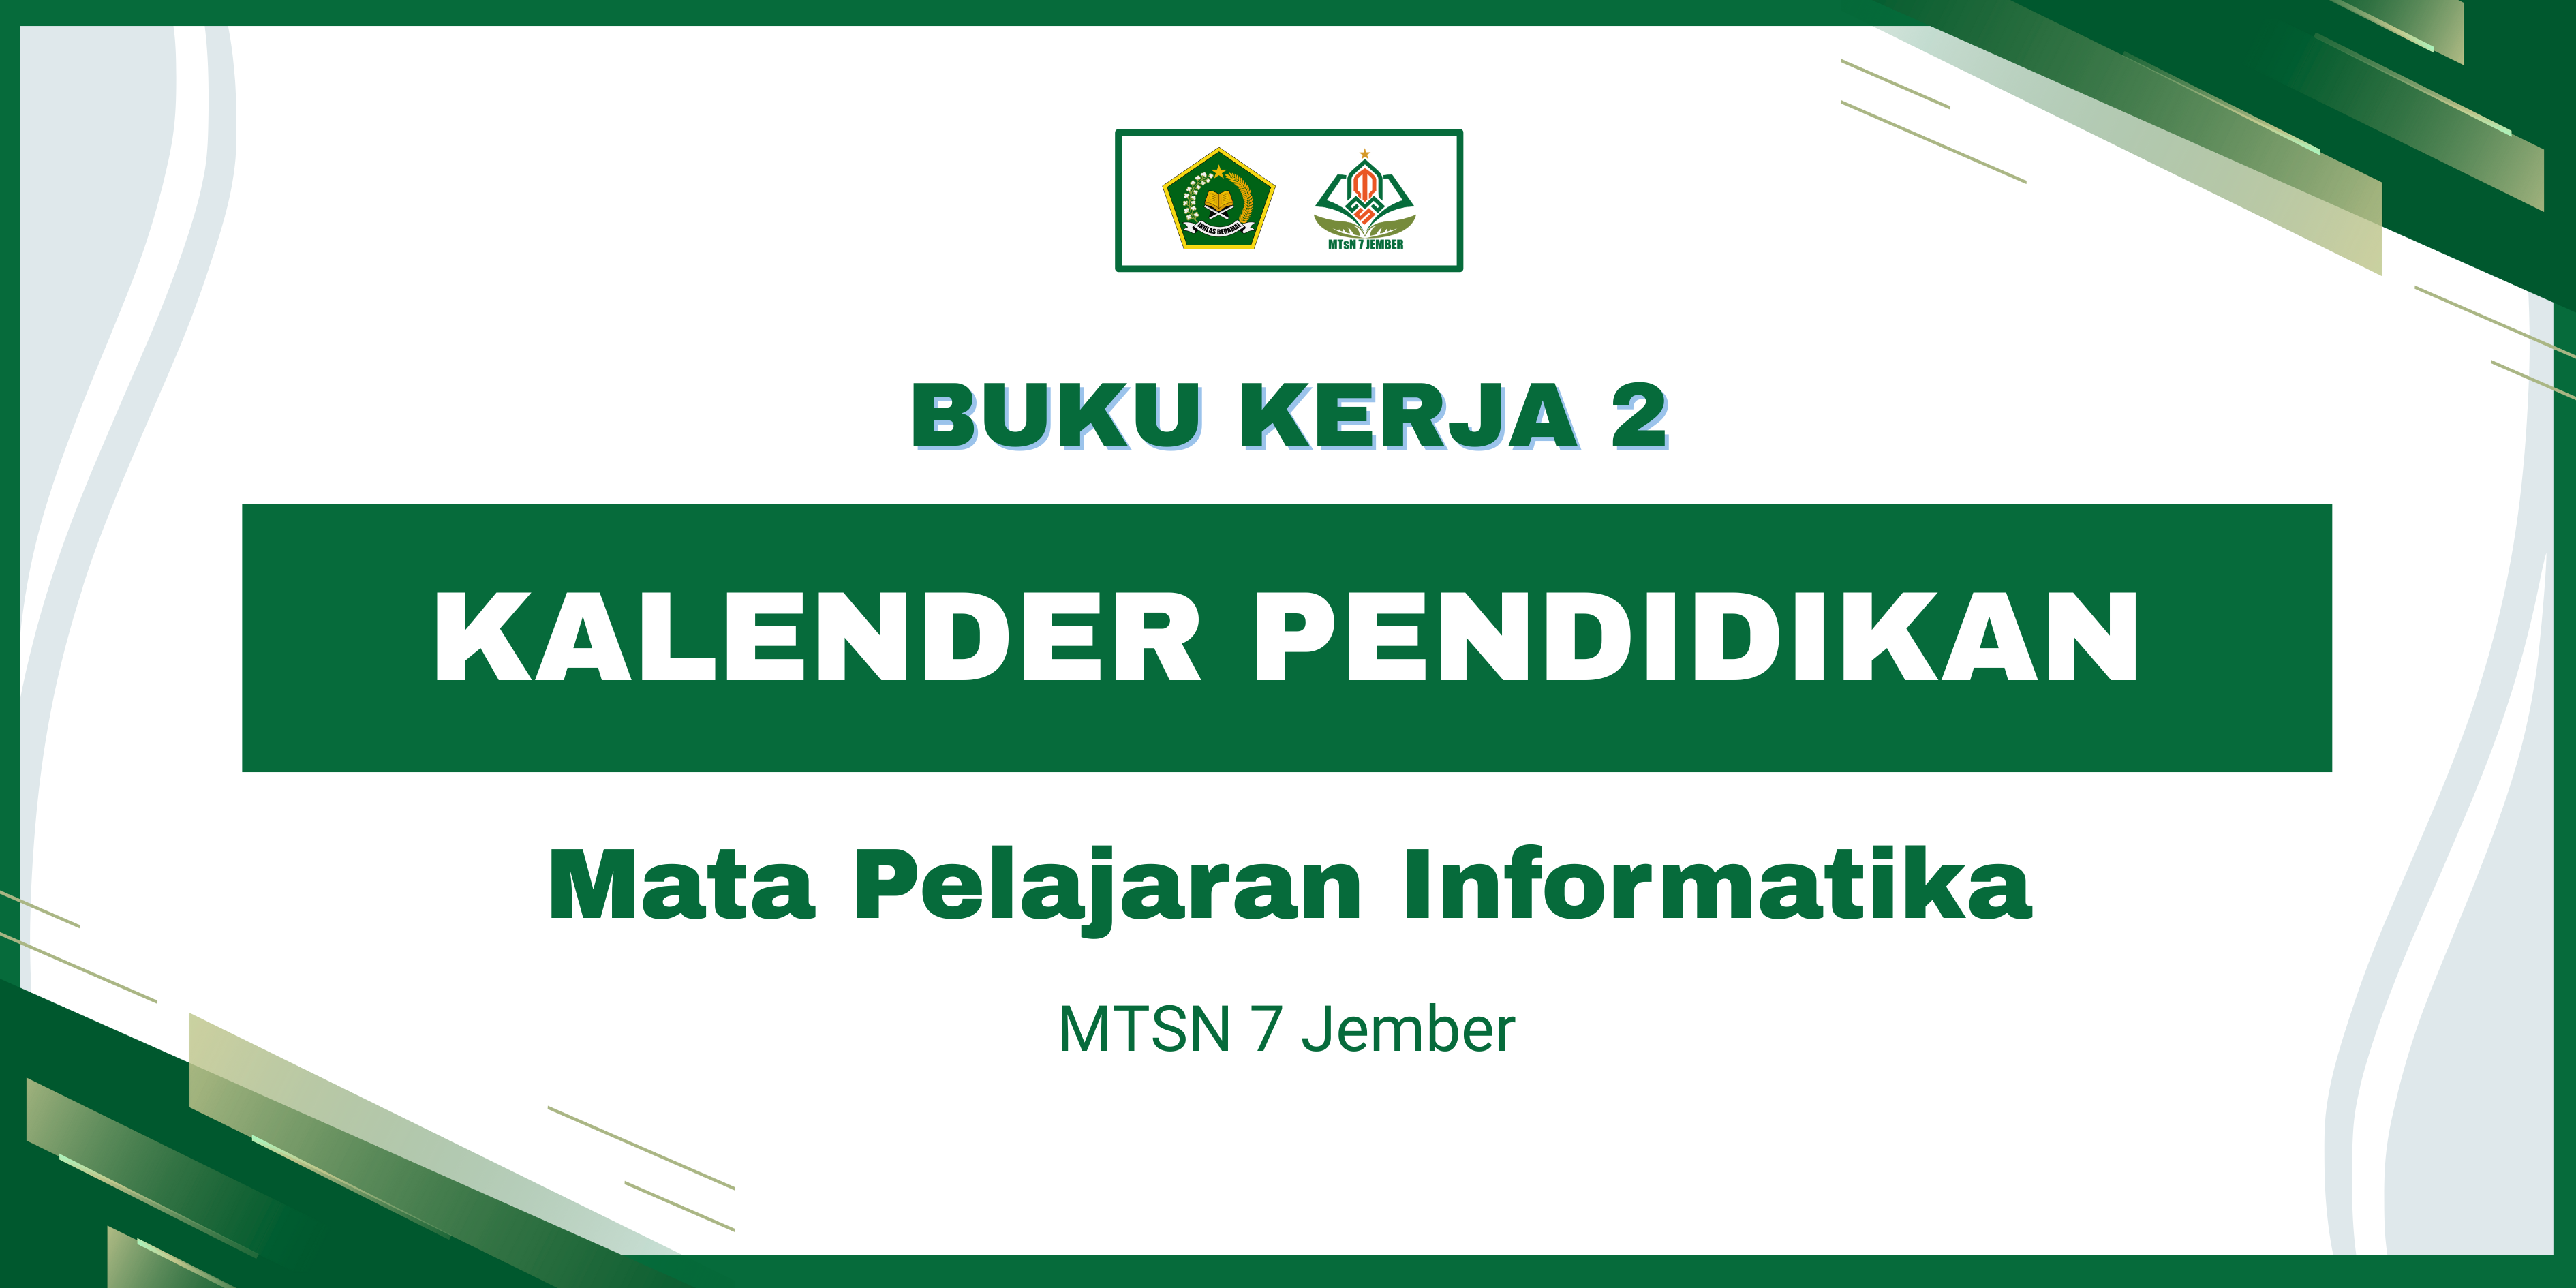 IKHLAS BERAMAL
MTsN 7 JEMBER
BUKU KERJA 2
KALENDER PENDIDIKAN
Mata Pelajaran Informatika
MTSN 7 Jember